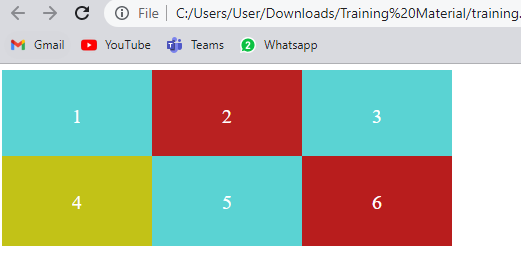 File | C:/Users/User/Downloads/Training%20Material/training.
Gmail YouTube Teams 2 Whatsapp
1 2 3
4 5 6